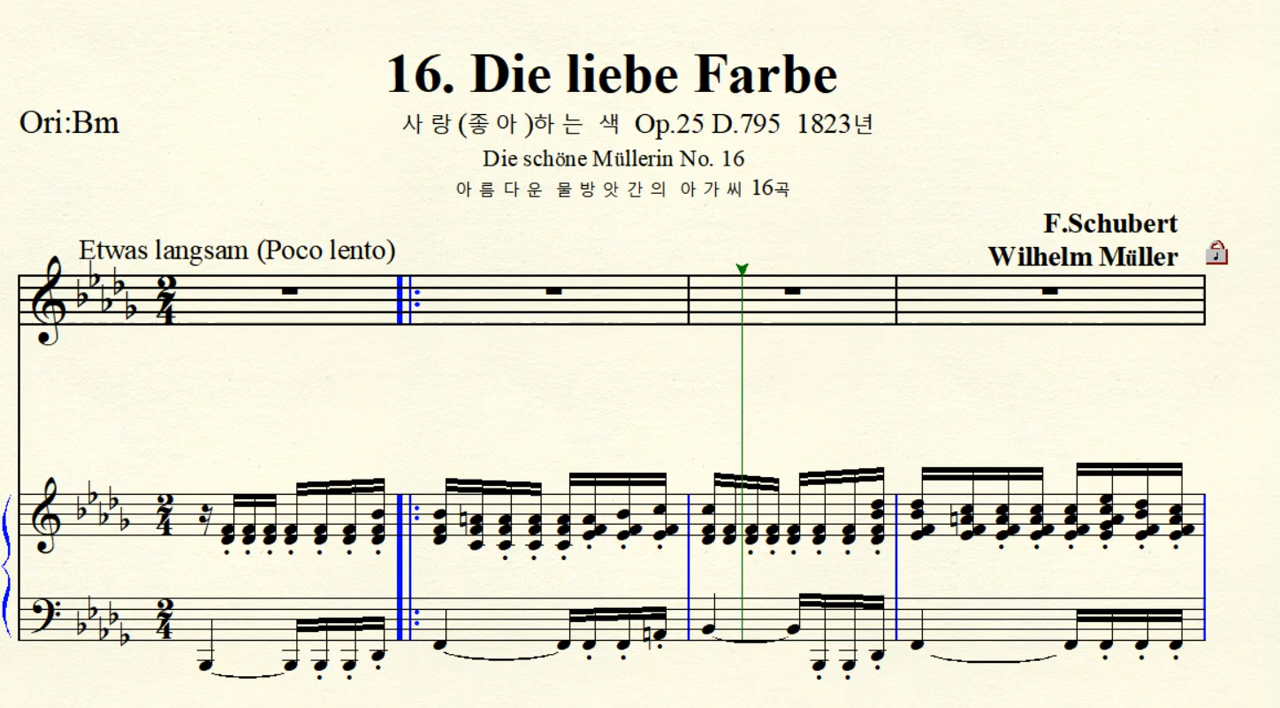 16. Die liebe Farbe
Ori:Bm
사랑(좋아)하는 색 Op.25 D.795 1823년
Die schöne Müllerin No. 16
아름다운 물방앗간의 아가씨 16곡
F.Schubert
Etwas langsam (Poco lento)
Wilhelm Müller